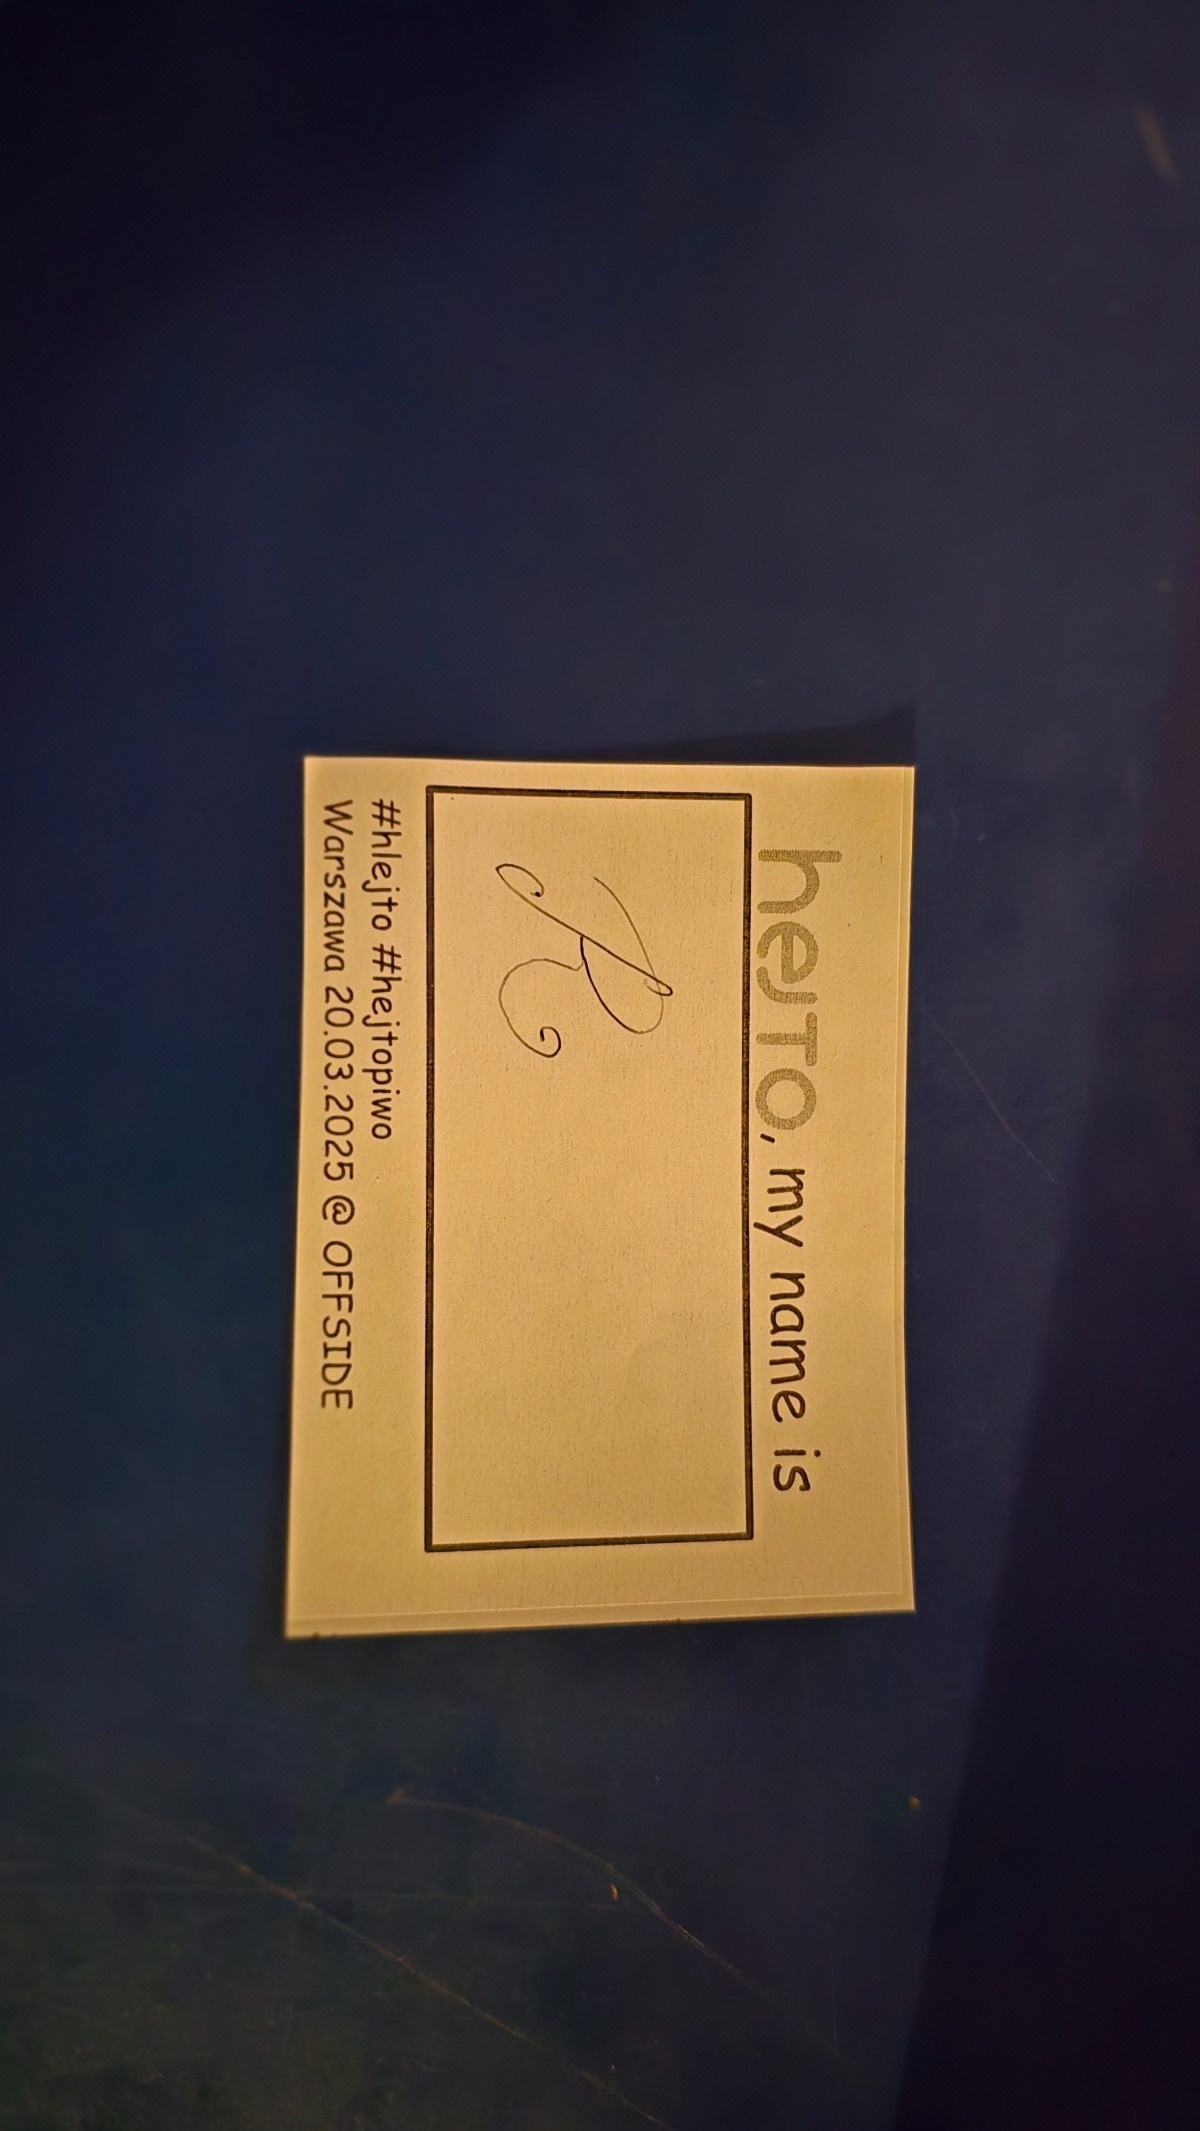 hejTO, my name is
R
#hlejto #hejtopiwo
Warszawa 20.03.2025 @ OFFSIDE